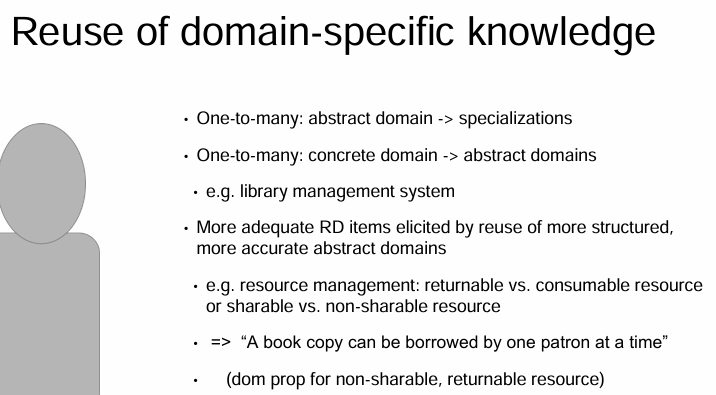 Reuse of domain-specific knowledge
• One-to-many: abstract domain -> specializations
• One-to-many: concrete domain -> abstract domains
• e.g. library management system
• More adequate RD items elicited by reuse of more structured,
more accurate abstract domains
• e.g. resource management: returnable vs. consumable resource
or sharable vs. non-sharable resource
• => “A book copy can be borrowed by one patron at a time”
• (dom prop for non-sharable, returnable resource)